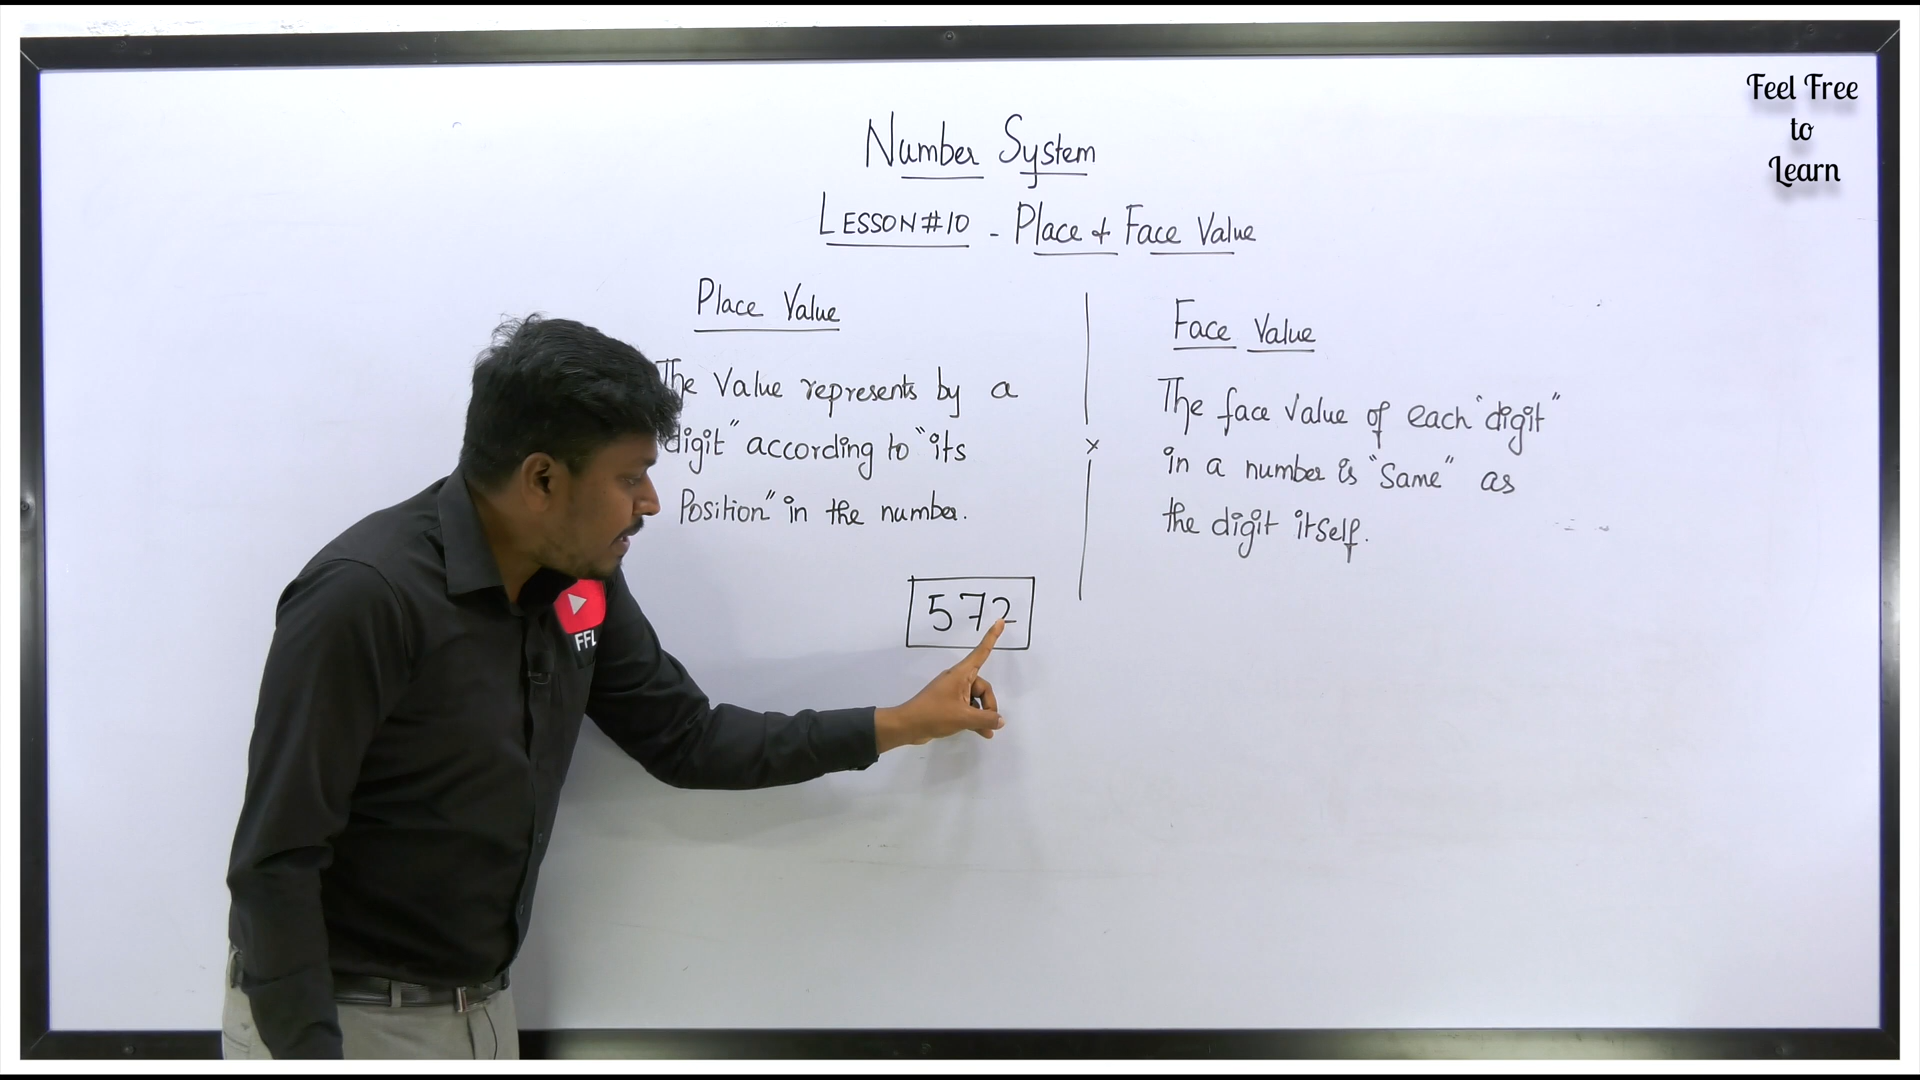 Feel Free
to
Learn
Number System
LESSON #10 - Place & Face Value
Place Value
The Value represents by a
digit" according to "its
Position" in the number.
572
Face Value
The face value of each "digit"
in a number is "Same" as
the digit itself.
FFL